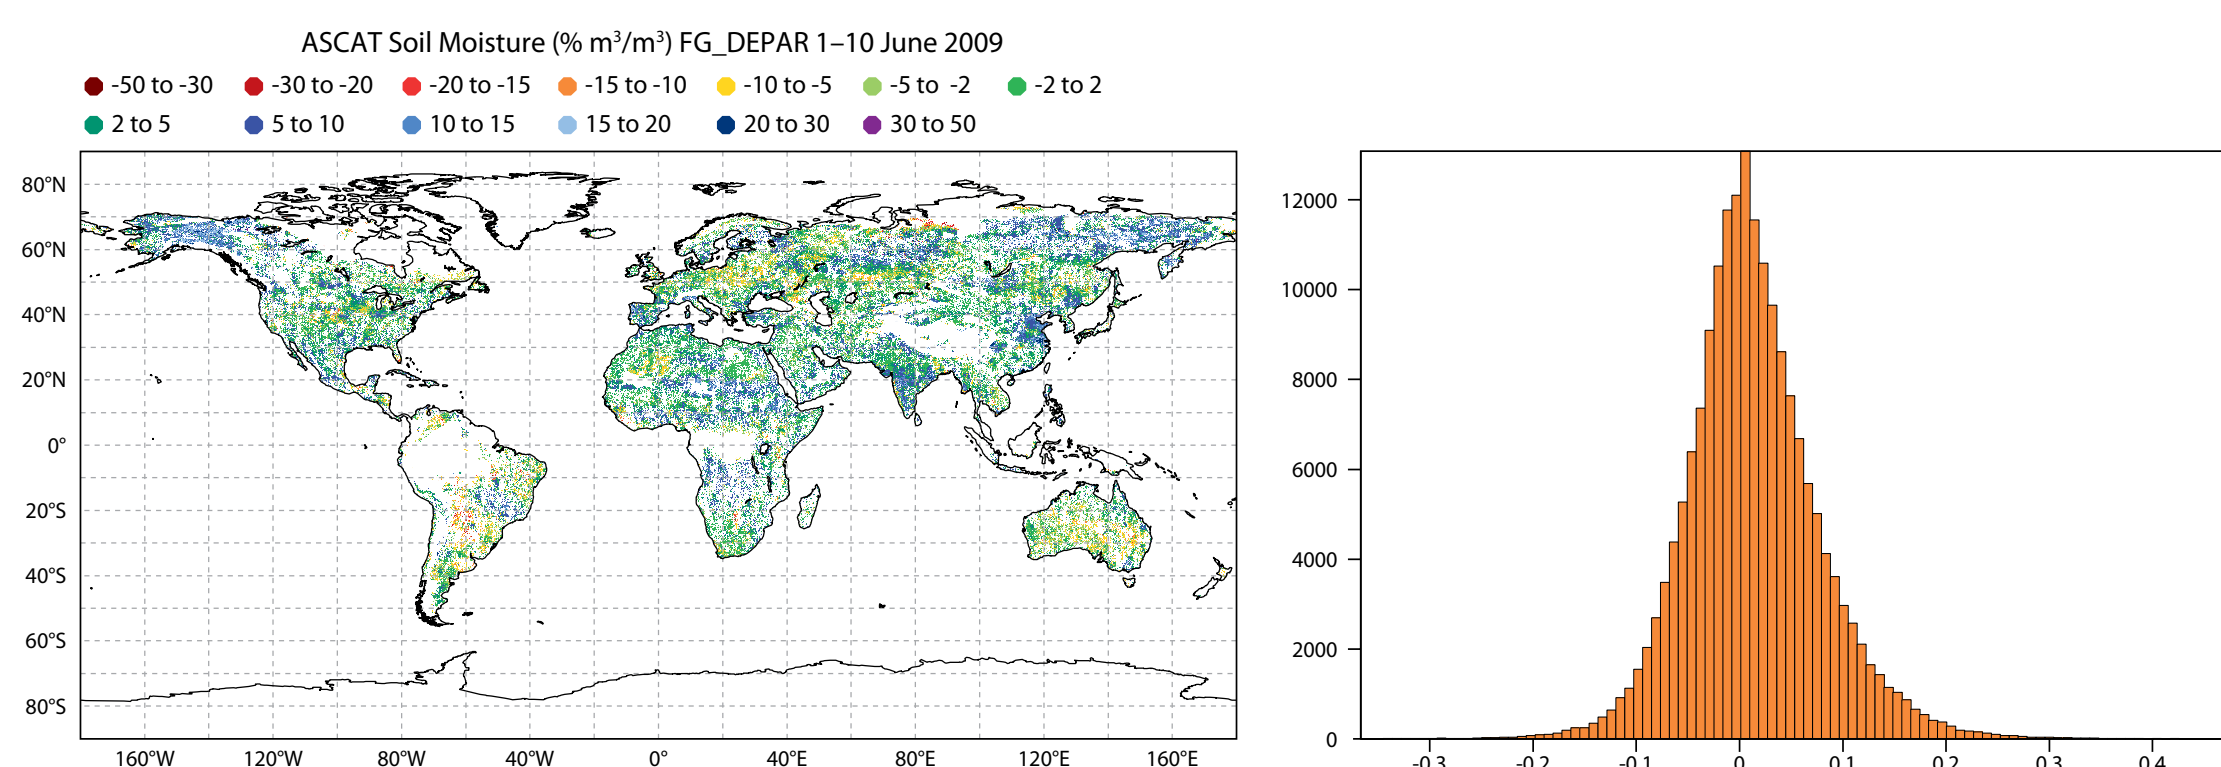 ASCAT Soil Moisture (% m³/m³) FG_DEPAR 1–10 June 2009
-50 to -30 -30 to -20 -20 to -15 -15 to -10 -10 to -5 -5 to -2 -2 to 2
2 to 5 5 to 10 10 to 15 15 to 20 20 to 30 30 to 50
80°N
60°N
40°N
20°N
0°
20°S
40°S
60°S
80°S
160°W 120°W 80°W 40°W 0° 40°E 80°E 120°E 160°E
12000
10000
8000
6000
4000
2000
0
-0.3 -0.2 -0.1 0 0.1 0.2 0.3 0.4